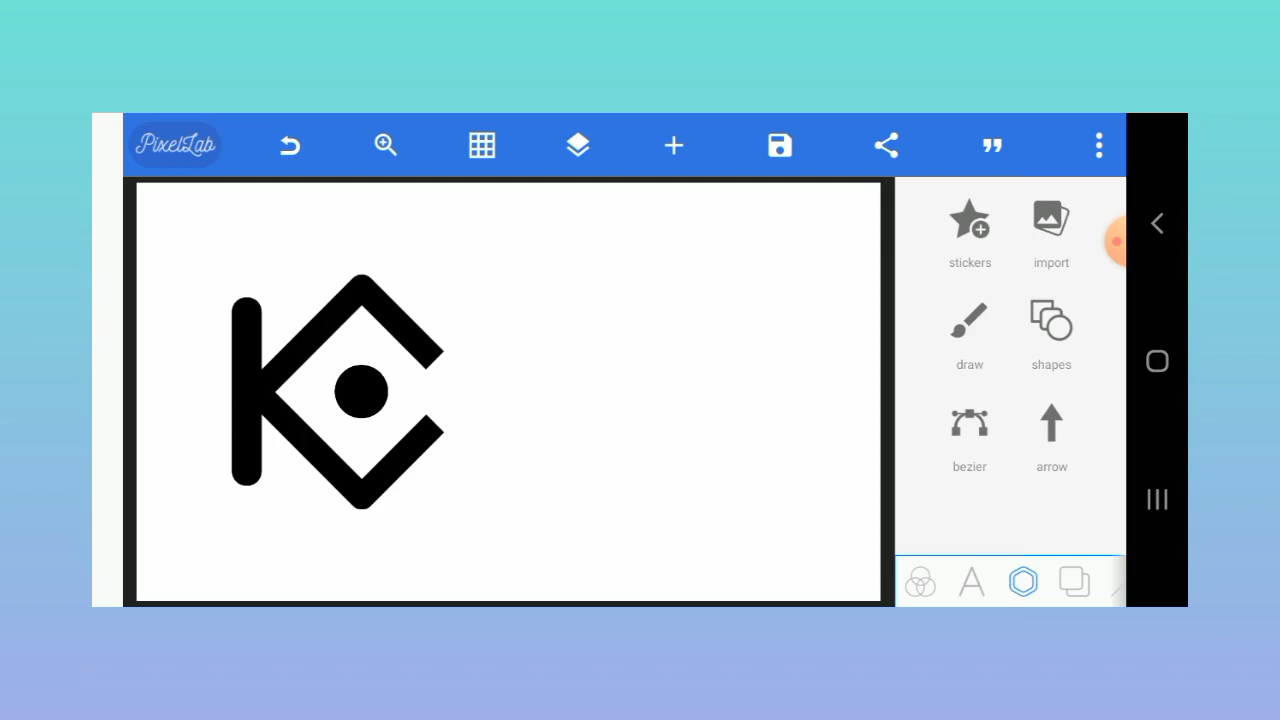 PixelLab
stickers
import
draw
shapes
bezier
arrow